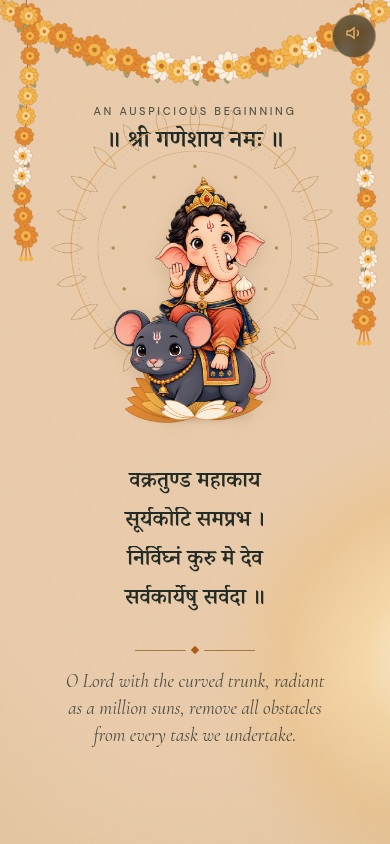 AN AUSPICIOUS BEGINNING
॥ श्री गणेशाय नमः ॥
वक्रतुण्ड महाकाय
सूर्यकोटि समप्रभ ।
निर्विघ्नं कुरु मे देव
सर्वकार्येषु सर्वदा ॥
O Lord with the curved trunk, radiant
as a million suns, remove all obstacles
from every task we undertake.